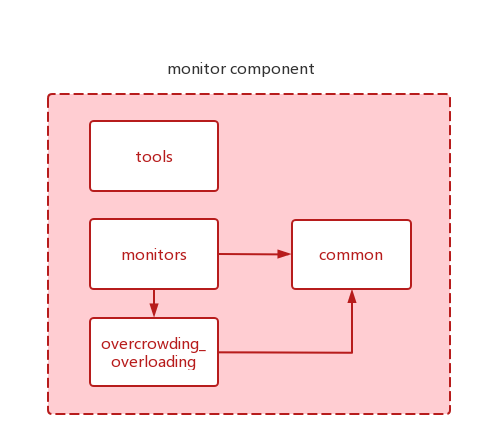 monitor component
tools
monitors
common
overcrowding_
overloading